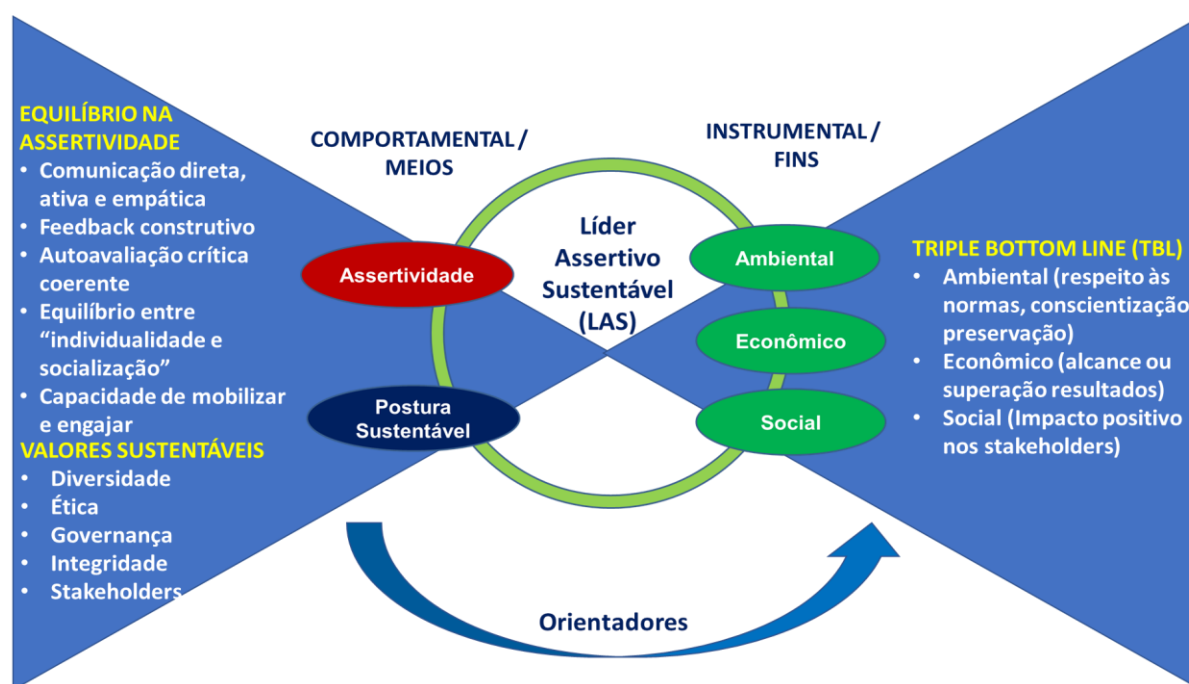 EQUILÍBRIO NA
ASSERTIVIDADE
• Comunicação direta,
ativa e empática
• Feedback construtivo
• Autoavaliação crítica
coerente
• Equilíbrio entre
“individualidade e
socialização”
• Capacidade de mobilizar
e engajar
VALORES SUSTENTÁVEIS
• Diversidade
• Ética
• Governança
• Integridade
• Stakeholders
COMPORTAMENTAL/
MEIOS
Assertividade
Postura
Sustentável
Líder
Assertivo
Sustentável
(LAS)
INSTRUMENTAL/
FINS
Ambiental
Econômico
Social
TRIPLE BOTTOM LINE (TBL)
• Ambiental (respeito às
normas, conscientização
preservação)
• Econômico (alcance ou
superação resultados)
• Social (Impacto positivo
nos stakeholders)
Orientadores